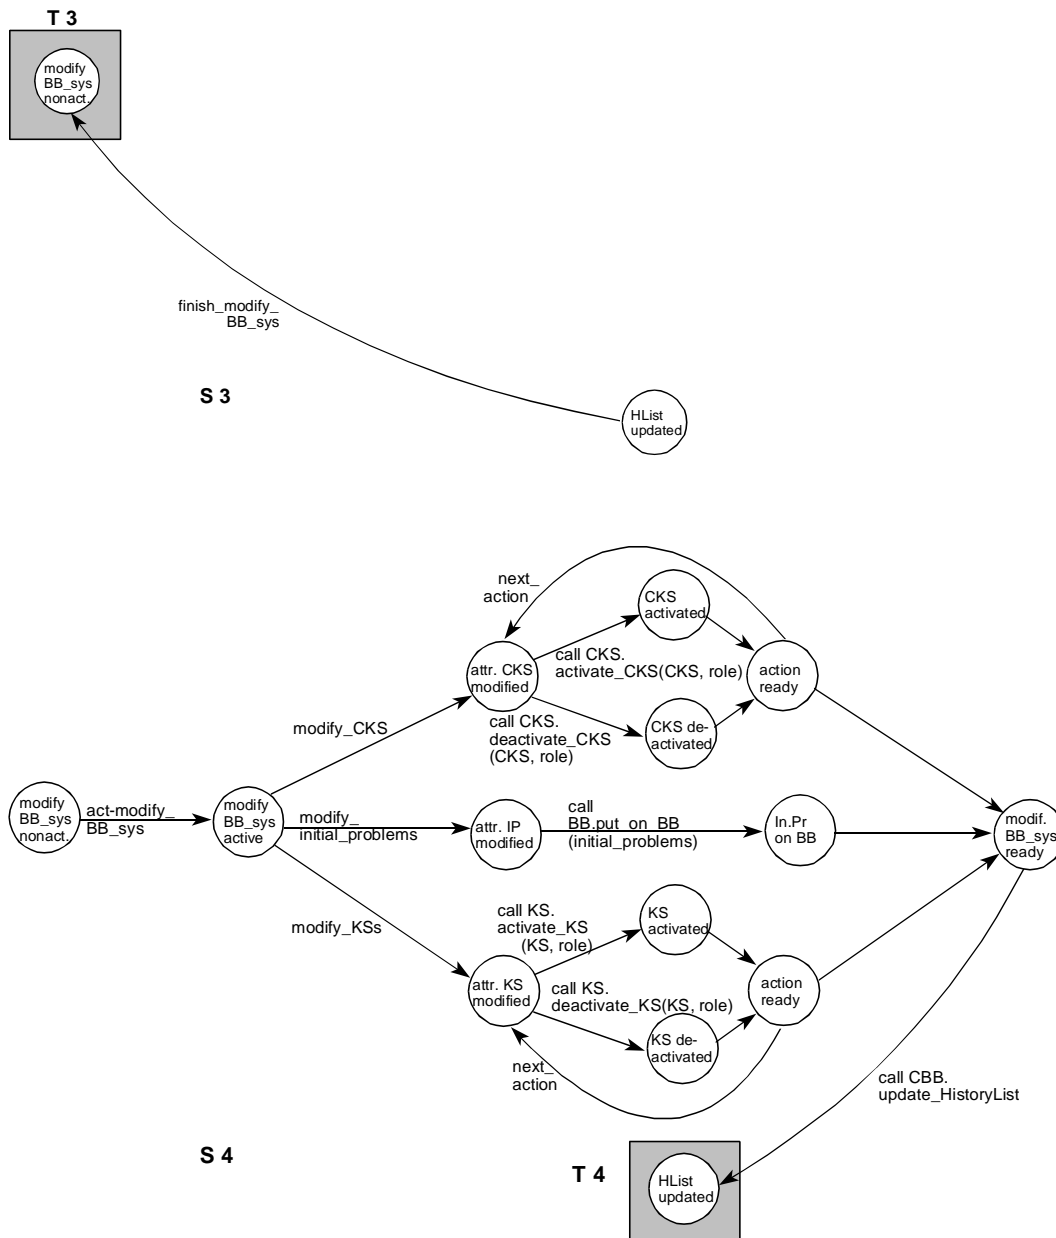 T 3
modify
BB_sys
nonact.
finish_modify_
BB_sys
S 3
HList
updated
next_
action
CKS
activated
call CKS.
activate_CKS(CKS, role)
attr. CKS
modified
action
ready
call CKS.
deactivate_CKS
(CKS, role)
CKS de-
activated
modify_CKS
modify
BB_sys
nonact.
act-modify_
BB_sys
modify
BB_sys
active
modify_
initial_problems
attr. IP
modified
call
BB.put_on_BB
(initial_problems)
In.Pr
on BB
modif.
BB_sys
ready
modify_KSs
call KS.
activate_KS
(KS, role)
KS
activated
attr. KS
modified
call KS.
deactivate_KS(KS, role)
action
ready
KS de-
activated
next_
action
call CBB.
update_HistoryList
S 4
T 4
HList
updated